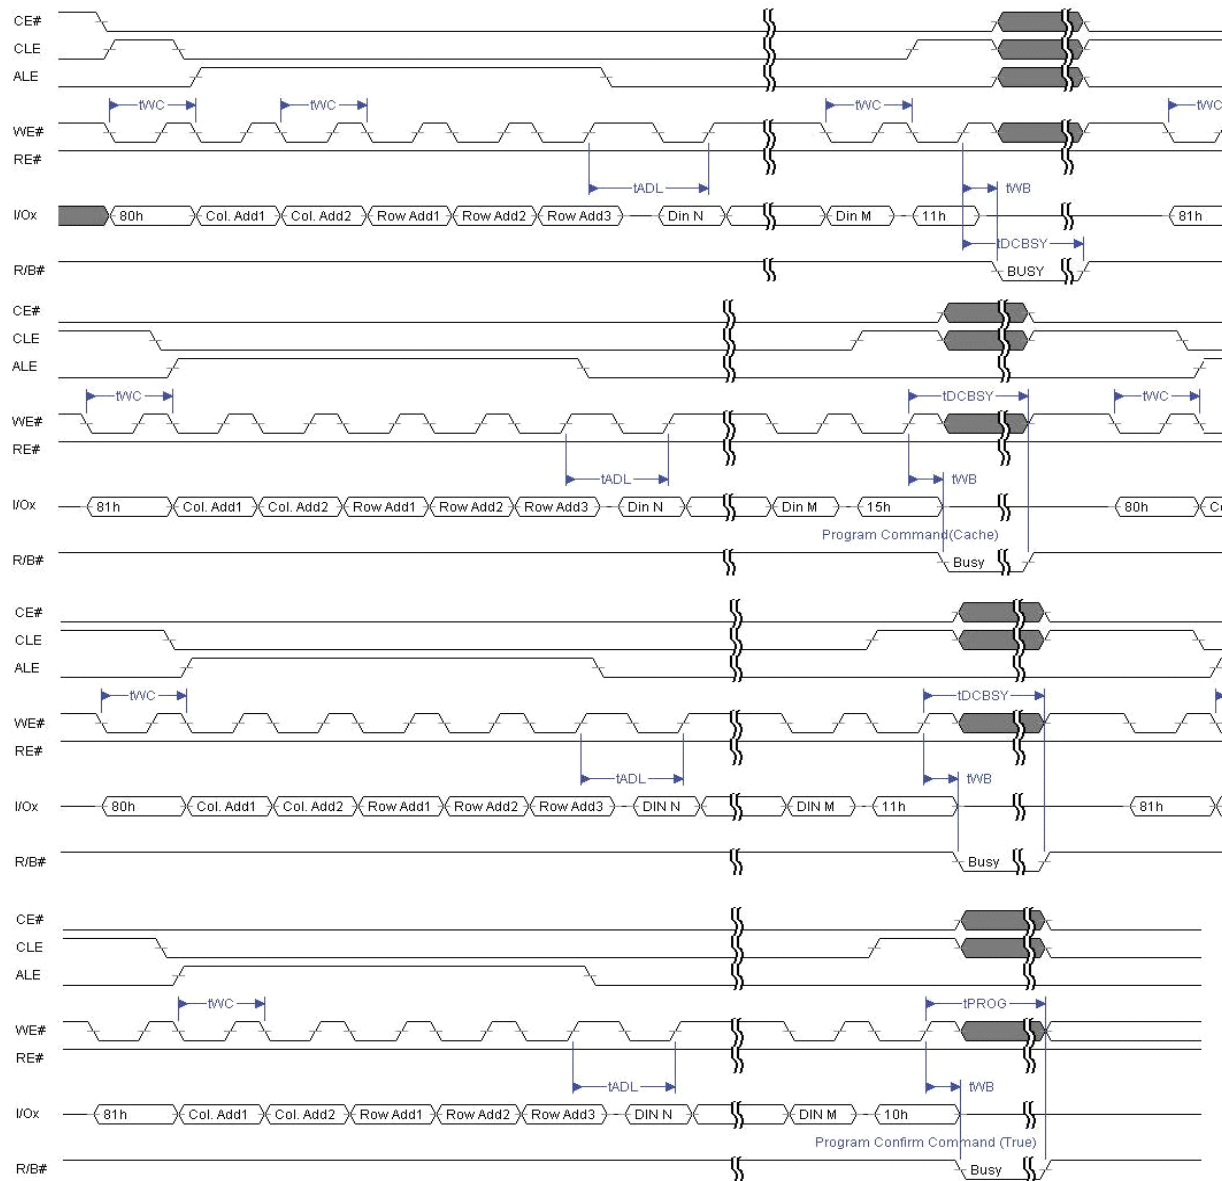 CE#
CLE
ALE
tWC tWC tWC tWC
WE#
RE#
tADL tWB
I/Ox 80h Col. Add1 Col. Add2 Row Add1 Row Add2 Row Add3 Din N Din M 11h 81h
tDCBSY
R/B# BUSY
CE#
CLE
ALE
tWC tDCBSY tWC
WE#
RE#
tADL tWB
I/Ox 81h Col. Add1 Col. Add2 Row Add1 Row Add2 Row Add3 Din N Din M 15h 80h Co
Program Command(Cache)
R/B# Busy
CE#
CLE
ALE
tWC tDCBSY
WE#
RE#
tADL tWB
I/Ox 80h Col. Add1 Col. Add2 Row Add1 Row Add2 Row Add3 DIN N DIN M 11h 81h
R/B# Busy
CE#
CLE
ALE
tWC tPROG
WE#
RE#
tADL tWB
I/Ox 81h Col. Add1 Col. Add2 Row Add1 Row Add2 Row Add3 DIN N DIN M 10h
Program Confirm Command (True)
R/B# Busy